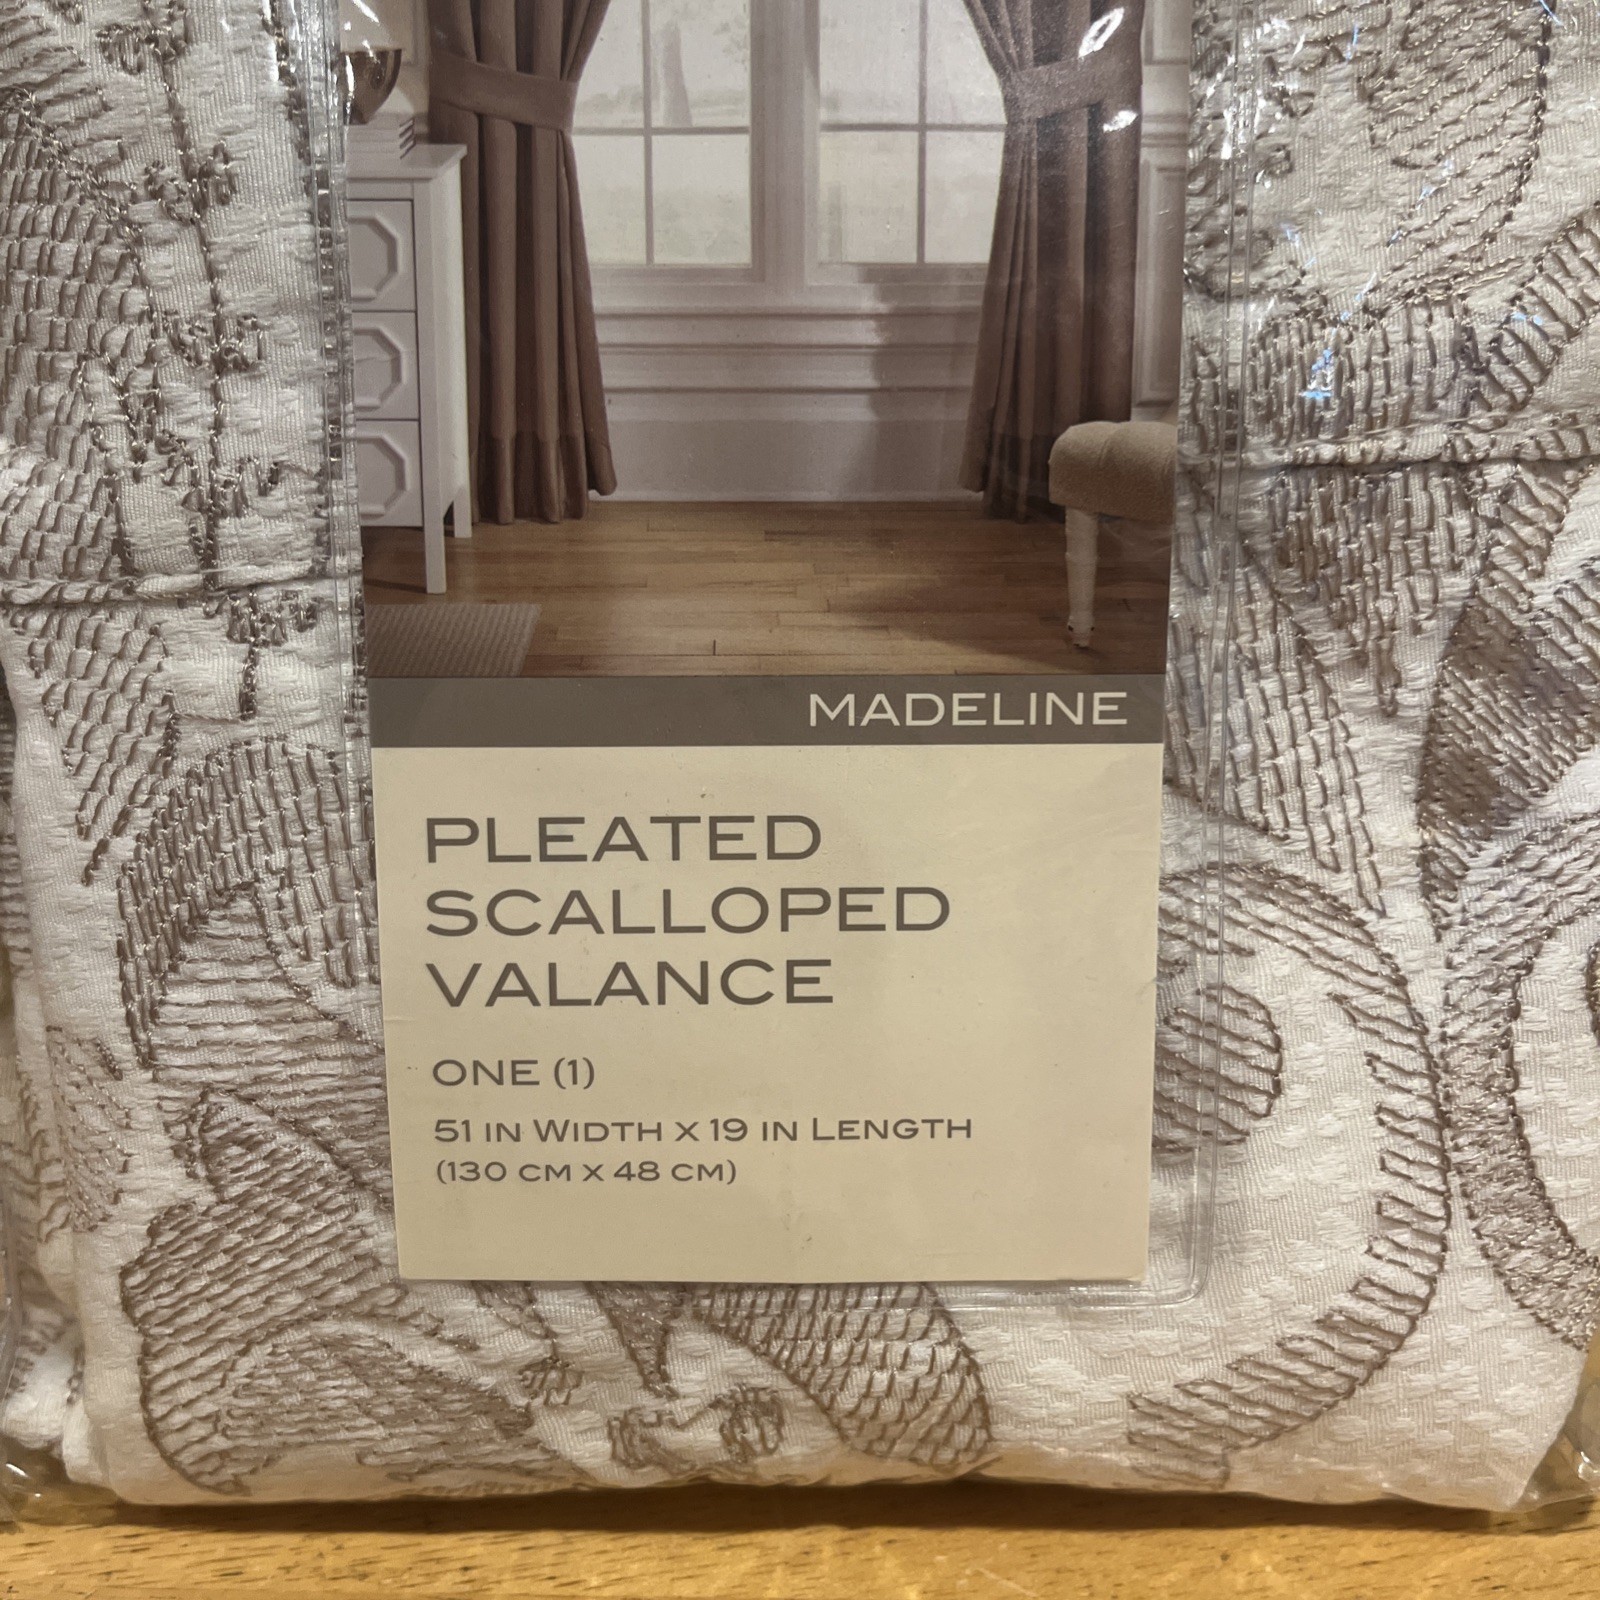 MADELINE
PLEATED
SCALLOPED
VALANCE
ONE (1)
51 IN WIDTH X 19 IN LENGTH
(130 CM X 48 CM)